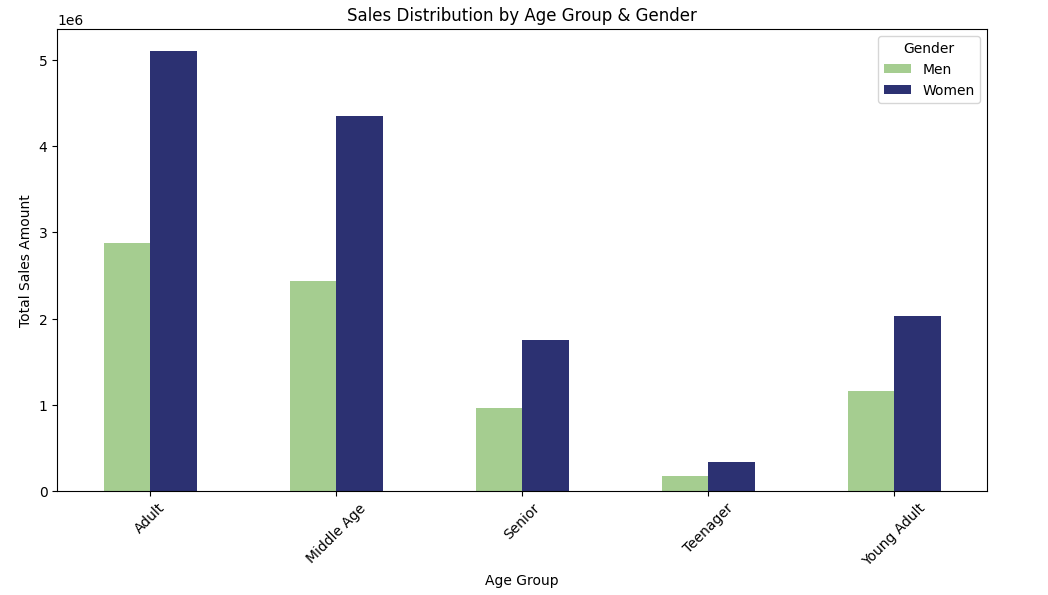 Sales Distribution by Age Group & Gender
1e6
Gender
Men
Women
5
4
3
2
1
0
Total Sales Amount
Adult
Middle Age
Senior
Teenager
Young Adult
Age Group